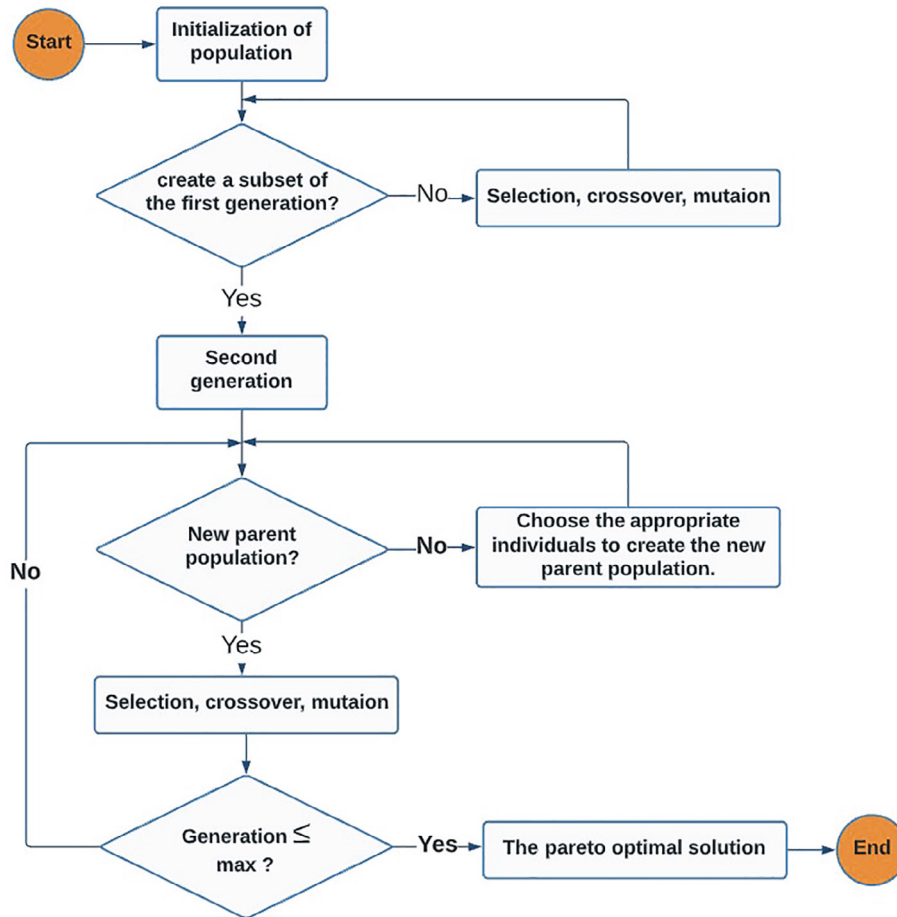 Start
Initialization of
population
create a subset of
the first generation?
No
Selection, crossover, mutaion
Yes
Second
generation
New parent
population?
No
Choose the appropriate
individuals to create the new
parent population.
No
Yes
Selection, crossover, mutaion
Generation ≤
max ?
Yes
The pareto optimal solution
End